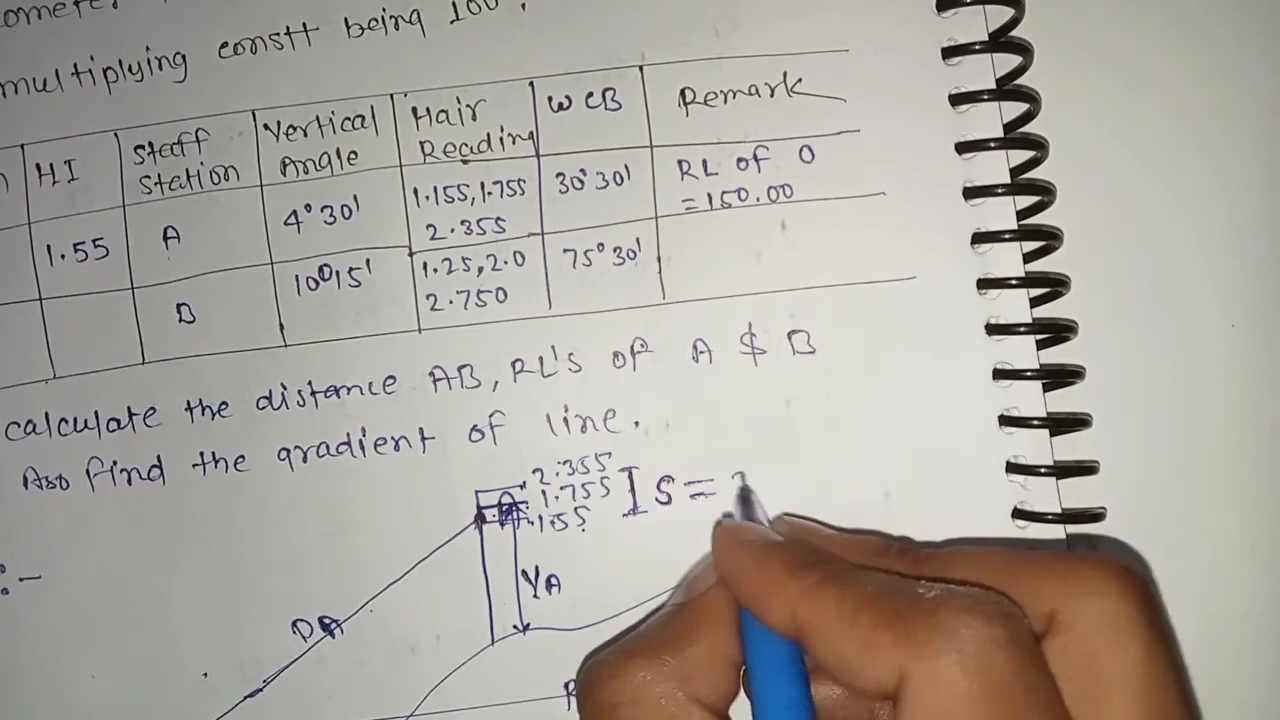 multiplying constt being 100.
HI
Staff Station
Vertical Angle
Hair Reading
WCB
Remark
1.55
A
4°30'
1.155, 1.755
2.355
30°30'
RL of O
=150.00
B
10°15'
1.25, 2.0
2.750
75°30'
calculate the distance AB, RL's of A $ B
Also find the gradient of line.
2.355
1.755
1.55
S =
:-
DA
YA